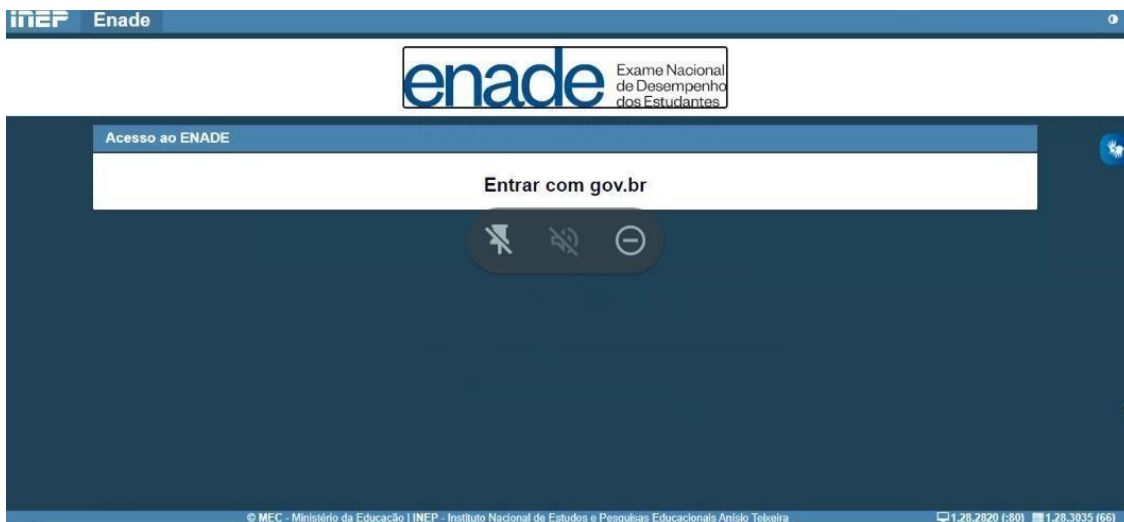 inep Enade
enade Exame Nacional
de Desempenho
dos Estudantes
Acesso ao ENADE
Entrar com gov.br
© MEC - Ministério da Educação | INEP - Instituto Nacional de Estudos e Pesquisas Educacionais Anísio Teixeira 1.28.2820 (:80) 1.28.3035 (66)